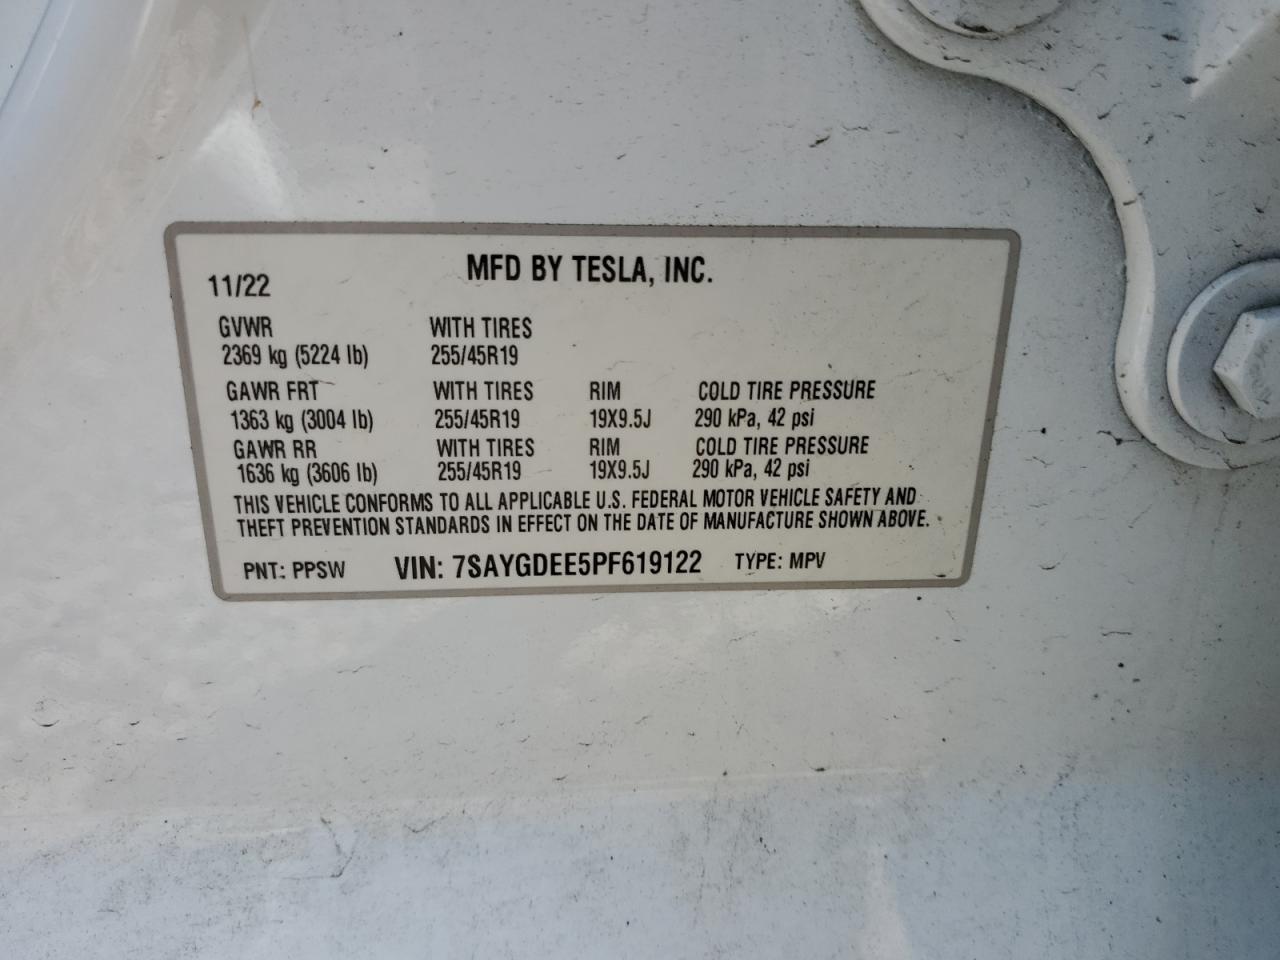 MFD BY TESLA, INC.
11/22
GVWR WITH TIRES
2369 kg (5224 lb) 255/45R19
GAWR FRT WITH TIRES RIM COLD TIRE PRESSURE
1363 kg (3004 lb) 255/45R19 19X9.5J 290 kPa, 42 psi
GAWR RR WITH TIRES RIM COLD TIRE PRESSURE
1636 kg (3606 lb) 255/45R19 19X9.5J 290 kPa, 42 psi
THIS VEHICLE CONFORMS TO ALL APPLICABLE U.S. FEDERAL MOTOR VEHICLE SAFETY AND
THEFT PREVENTION STANDARDS IN EFFECT ON THE DATE OF MANUFACTURE SHOWN ABOVE.
PNT: PPSW VIN: 7SAYGDEE5PF619122 TYPE: MPV